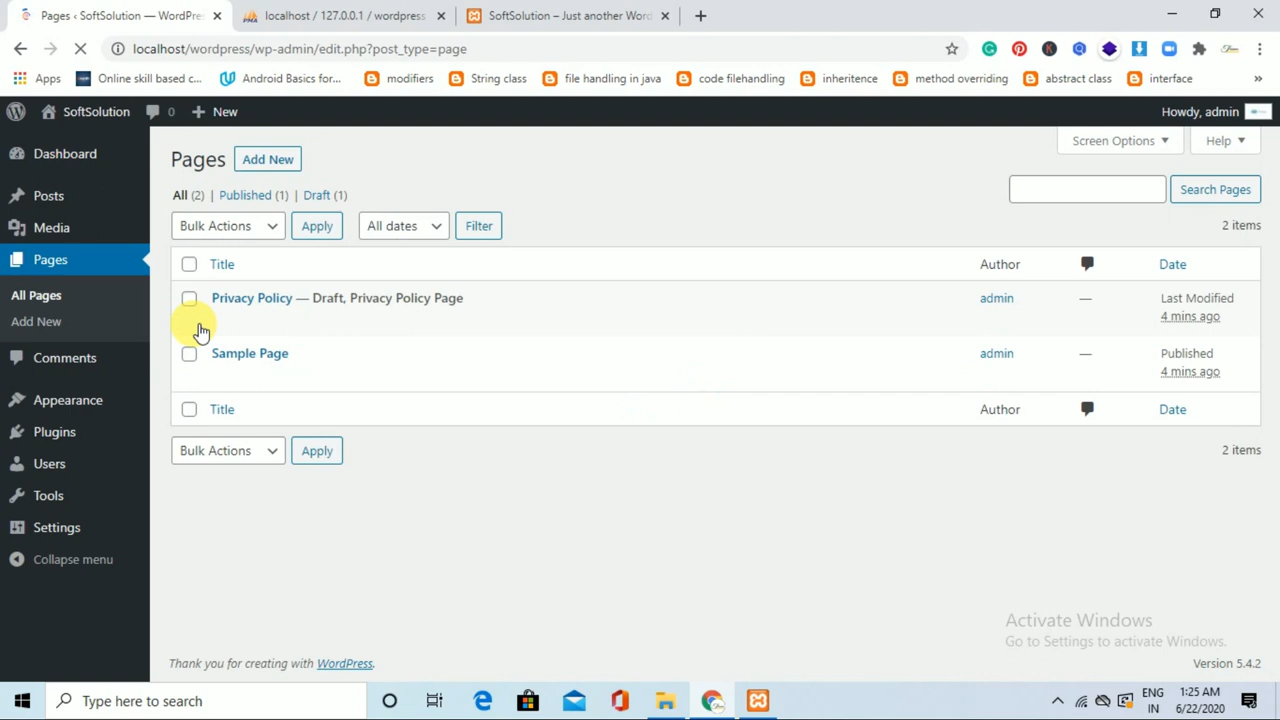 Pages ‹ SoftSolution — WordPre
localhost / 127.0.0.1 / wordpress
SoftSolution – Just another Word
localhost/wordpress/wp-admin/edit.php?post_type=page
Apps
Online skill based c...
Android Basics for...
modifiers
String class
file handling in java
code filehandling
inheritence
method overriding
abstract class
interface
SoftSolution
0
New
Howdy, admin
Dashboard
Posts
Media
Pages
All Pages
Add New
Comments
Appearance
Plugins
Users
Tools
Settings
Collapse menu
Screen Options
Help
Pages
Add New
All (2) | Published (1) | Draft (1)
Search Pages
Bulk Actions
Apply
All dates
Filter
2 items
Title
Author
Date
Privacy Policy — Draft, Privacy Policy Page
admin
—
Last Modified
4 mins ago
Sample Page
admin
—
Published
4 mins ago
Title
Author
Date
Bulk Actions
Apply
2 items
Activate Windows
Go to Settings to activate Windows.
Thank you for creating with WordPress.
Version 5.4.2
Type here to search
ENG
IN
1:25 AM
6/22/2020